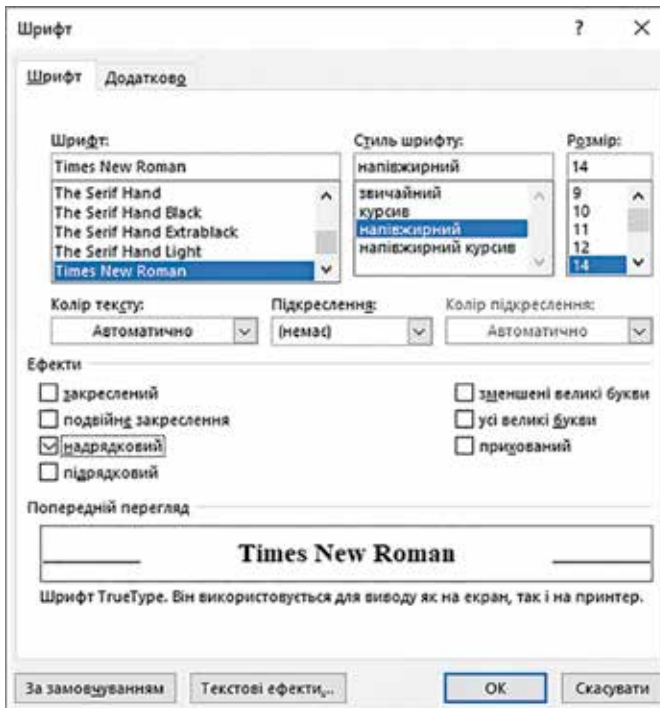 Шрифт ? ×
Шрифт Додатково
Шрифт: Стиль шрифту: Розмір:
Times New Roman напівжирний 14
The Serif Hand звичайний 9
The Serif Hand Black курсив 10
The Serif Hand Extrablack напівжирний 11
The Serif Hand Light напівжирний курсив 12
Times New Roman 14
Колір тексту: Підкреслення: Колір підкреслення:
Автоматично (немає) Автоматично
Ефекти
закреслений зменшені великі букви
подвійне закреслення усі великі букви
надрядковий прихований
підрядковий
Попередній перегляд
Times New Roman
Шрифт TrueType. Він використовується для виводу як на екран, так і на принтер.
За замовчуванням Текстові ефекти... ОК Скасувати